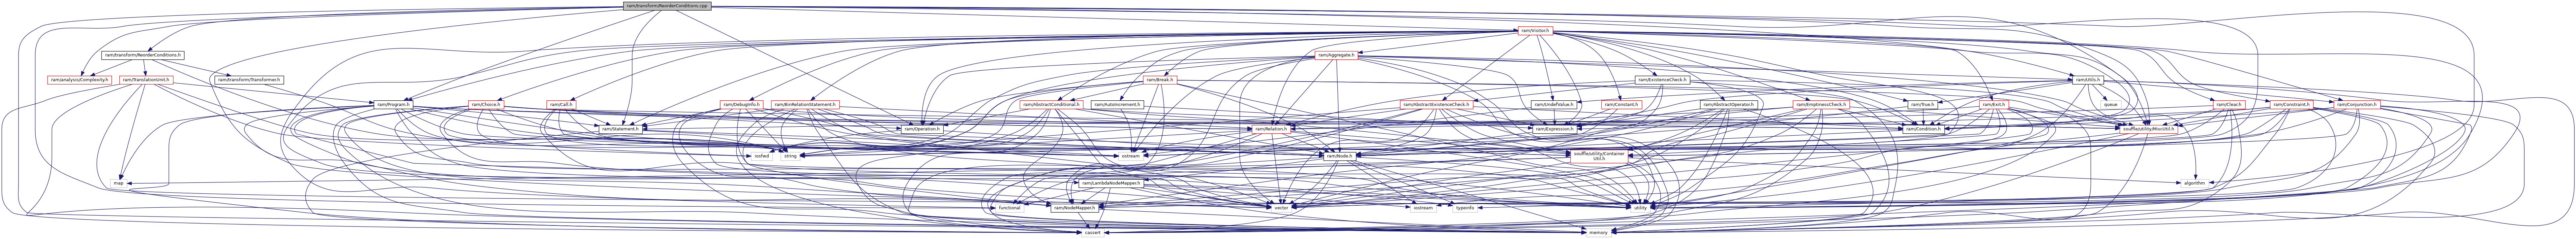 ram/transform/ReorderConditions.cpp
ram/Visitor.h
ram/transform/ReorderConditions.h
ram/Aggregate.h
ram/analysis/Complexity.h
ram/TranslationUnit.h
ram/transform/Transformer.h
ram/Break.h
ram/ExistenceCheck.h
ram/Utils.h
ram/Program.h
ram/Choice.h
ram/Call.h
ram/DebugInfo.h
ram/BinRelationStatement.h
ram/AbstractConditional.h
ram/AutoIncrement.h
ram/AbstractExistenceCheck.h
ram/UndefValue.h
ram/Constant.h
ram/AbstractOperator.h
ram/EmptinessCheck.h
ram/True.h
ram/Exit.h
queue
ram/Clear.h
ram/Constraint.h
ram/Conjunction.h
ram/Statement.h
ram/Operation.h
ram/Relation.h
ram/Expression.h
ram/Condition.h
souffle/utility/MiscUtil.h
iosfwd
string
ostream
ram/Node.h
souffle/utility/Container
Util.h
map
ram/LambdaNodeMapper.h
algorithm
functional
ram/NodeMapper.h
vector
iostream
typeinfo
utility
cassert
memory